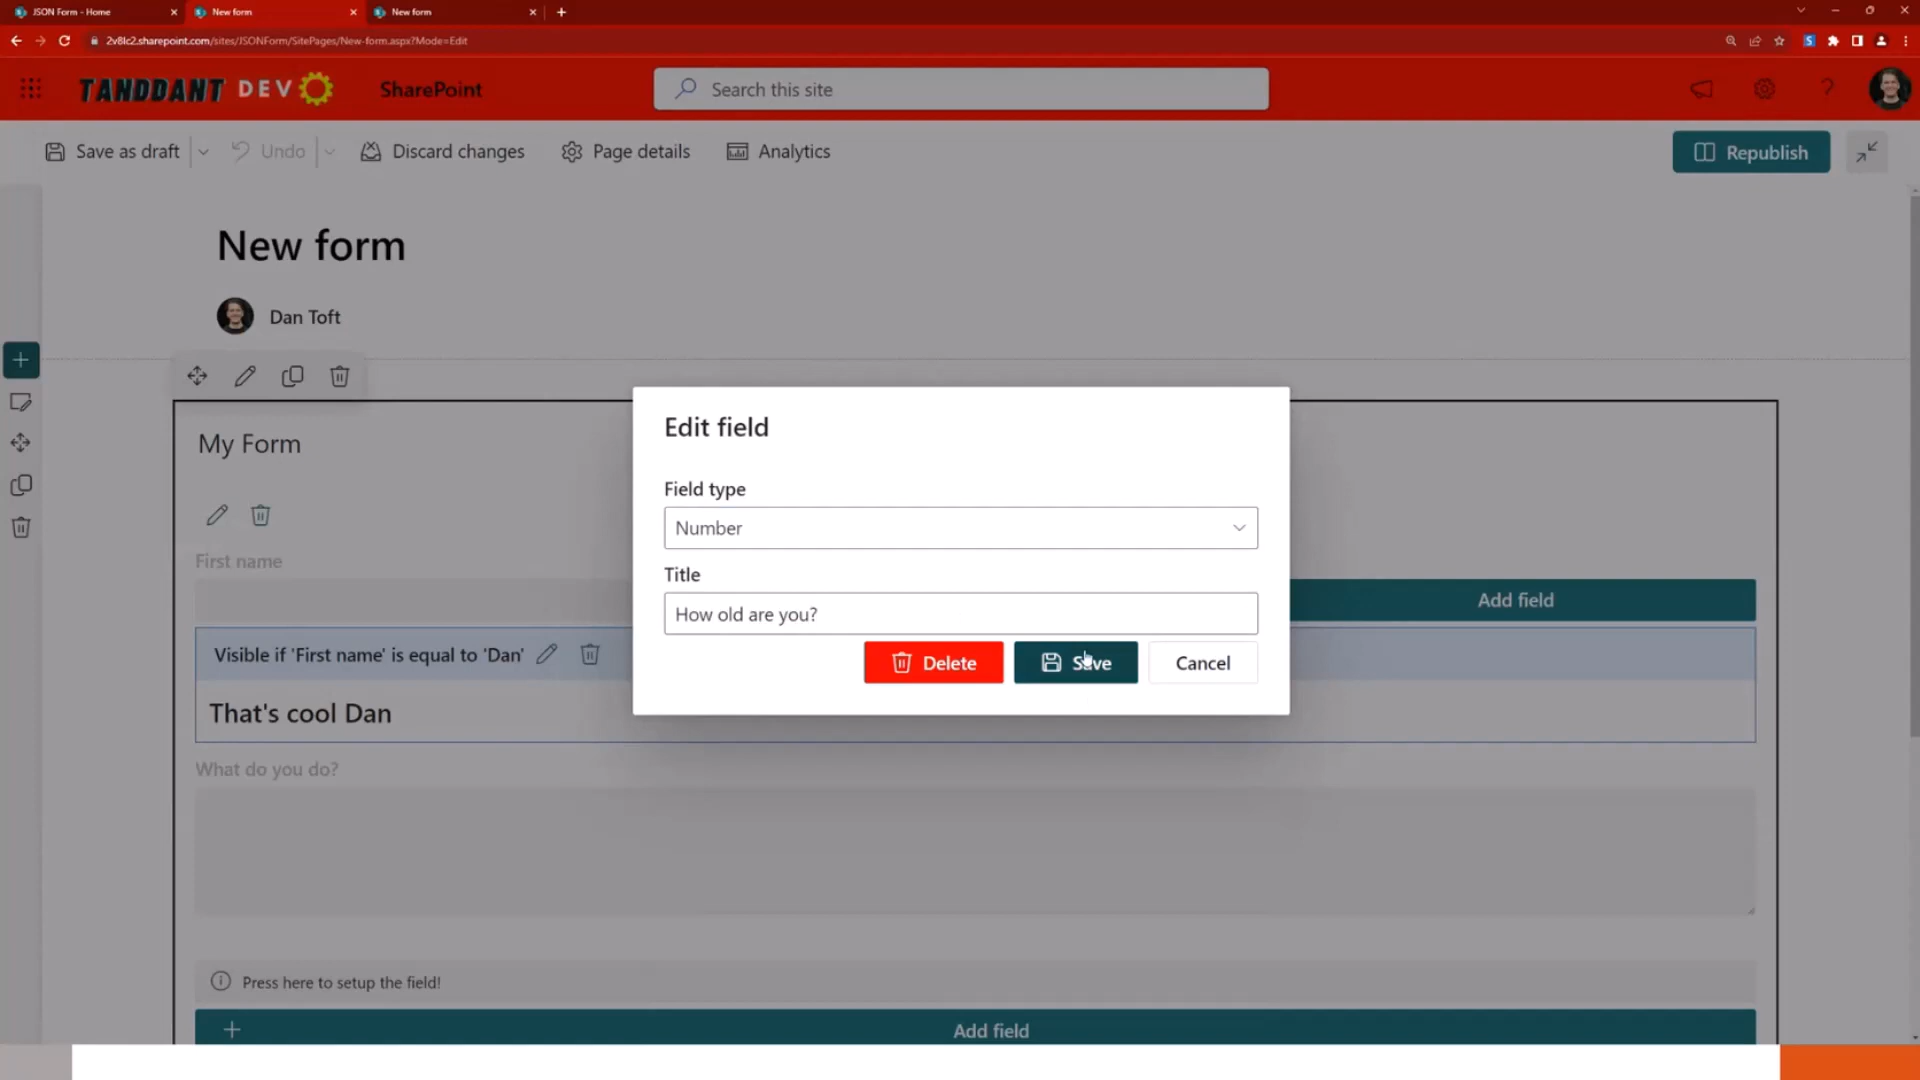 JSON Form - Home
New form
New form
2v8lc2.sharepoint.com/sites/JSONForm/SitePages/New-form.aspx?Mode=Edit
TANDDANT DEV
SharePoint
Search this site
Save as draft
Undo
Discard changes
Page details
Analytics
Republish
New form
Dan Toft
My Form
Edit field
Field type
Number
Title
How old are you?
Delete
Save
Cancel
First name
Add field
Visible if 'First name' is equal to 'Dan'
That's cool Dan
What do you do?
Press here to setup the field!
Add field